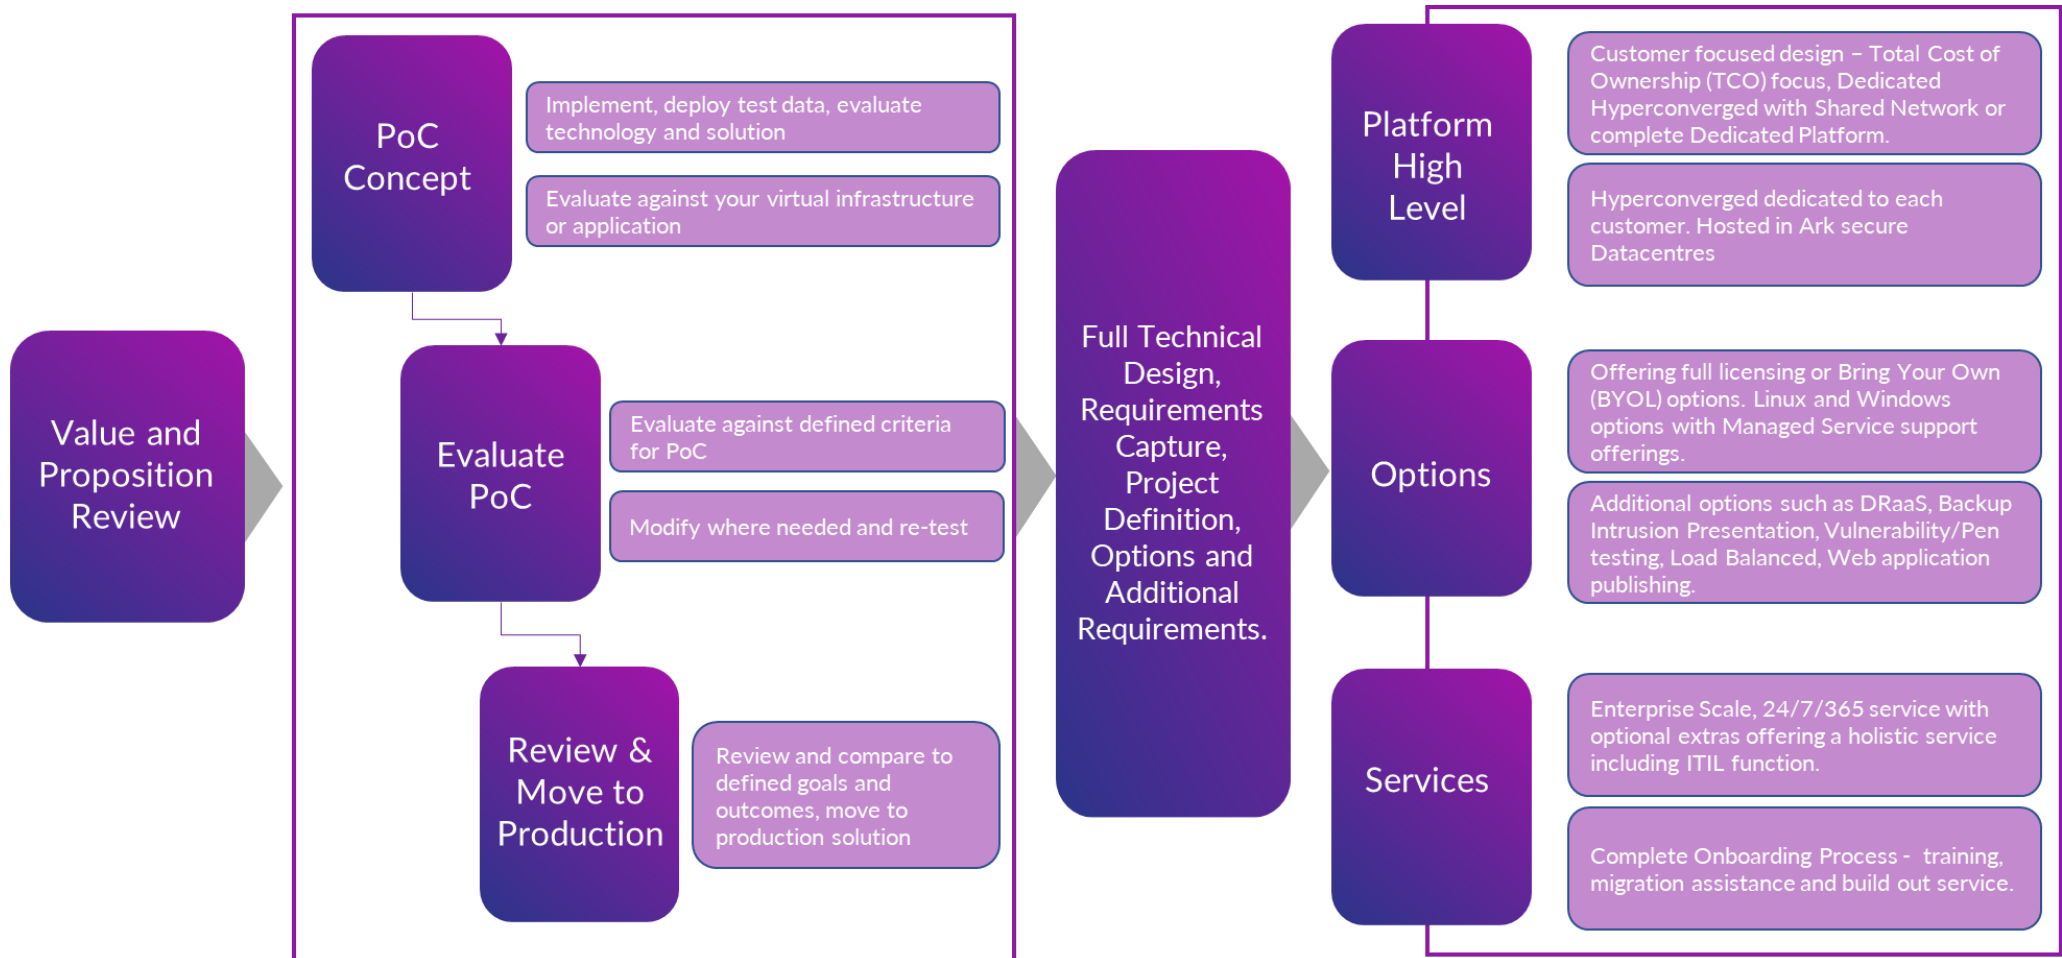 Value and
Proposition
Review
PoC
Concept
Implement, deploy test data, evaluate
technology and solution
Evaluate against your virtual infrastructure
or application
Evaluate
PoC
Evaluate against defined criteria
for PoC
Modify where needed and re-test
Review &
Move to
Production
Review and compare to
defined goals and
outcomes, move to
production solution
Full Technical
Design,
Requirements
Capture,
Project
Definition,
Options and
Additional
Requirements.
Platform
High
Level
Customer focused design – Total Cost of
Ownership (TCO) focus, Dedicated
Hyperconverged with Shared Network or
complete Dedicated Platform.
Hyperconverged dedicated to each
customer. Hosted in Ark secure
Datacentres
Options
Offering full licensing or Bring Your Own
(BYOL) options. Linux and Windows
options with Managed Service support
offerings.
Additional options such as DRaaS, Backup
Intrusion Presentation, Vulnerability/Pen
testing, Load Balanced, Web application
publishing.
Services
Enterprise Scale, 24/7/365 service with
optional extras offering a holistic service
including ITIL function.
Complete Onboarding Process -  training,
migration assistance and build out service.